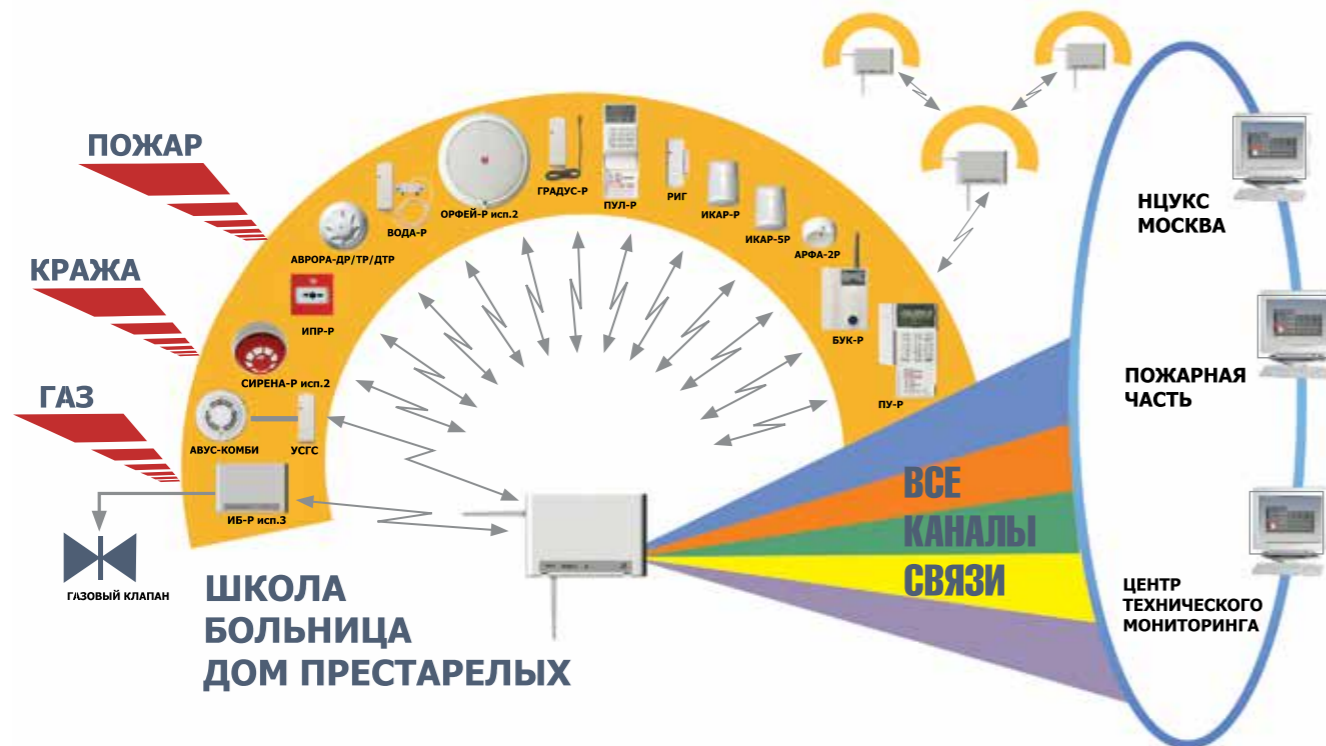 ПОЖАР
КРАЖА
ГАЗ
ГАЗОВЫЙ КЛАПАН
ИБ-Р исп.3
АВУС-КОМБИ
УСГС
СИРЕНА-Р исп.2
ИПР-Р
АВРОРА-ДР/ТР/ДТР
ВОДА-Р
ОРФЕЙ-Р исп.2
ГРАДУС-Р
ПУЛ-Р
РИГ
ИКАР-Р
ИКАР-5Р
АРФА-2Р
БУК-Р
ПУ-Р
ШКОЛА
БОЛЬНИЦА
ДОМ ПРЕСТАРЕЛЫХ
ВСЕ
КАНАЛЫ
СВЯЗИ
НЦУКС
МОСКВА
ПОЖАРНАЯ
ЧАСТЬ
ЦЕНТР
ТЕХНИЧЕСКОГО
МОНИТОРИНГА